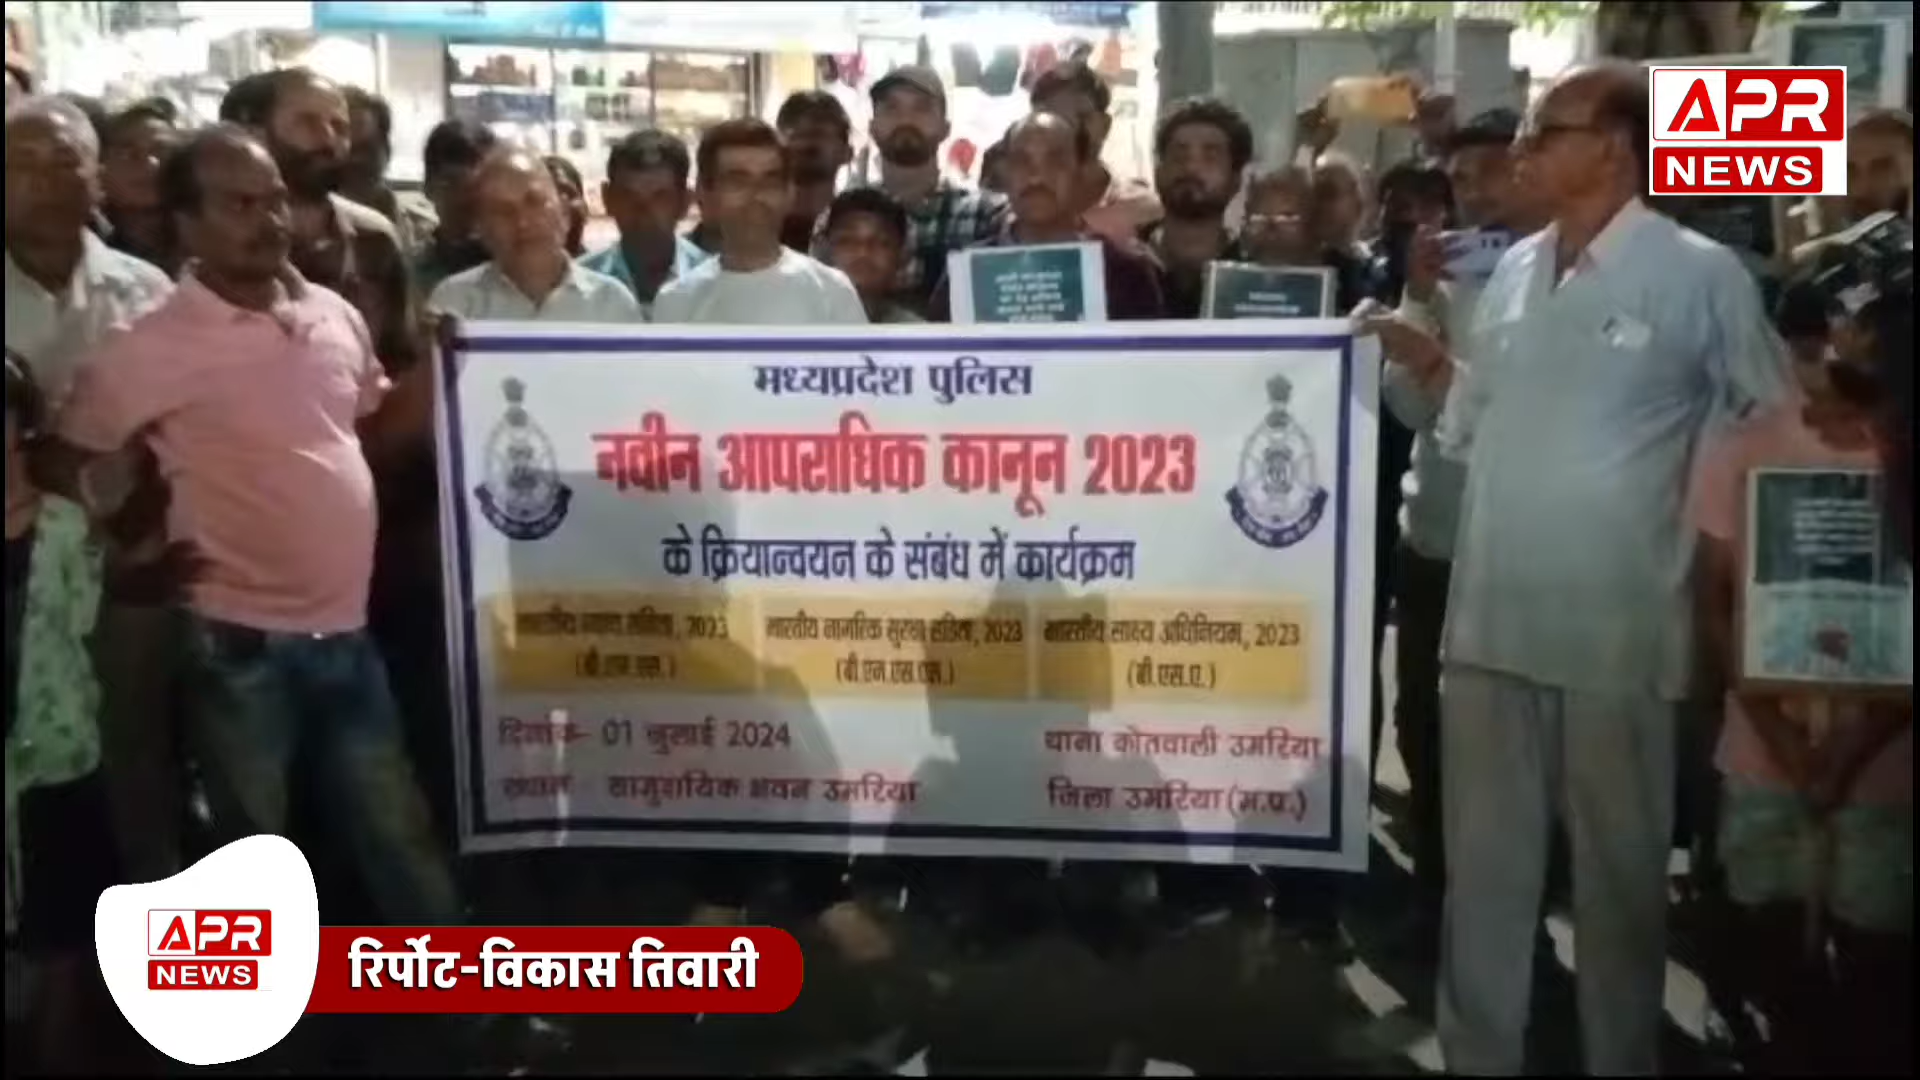 APR
NEWS
मध्यप्रदेश पुलिस
नवीन आपराधिक कानून 2023
के क्रियान्वयन के संबंध में कार्यक्रम
भारतीय न्याय संहिता, 2023
(बी.एन.एस.)
भारतीय नागरिक सुरक्षा संहिता, 2023
(बी.एन.एस.एस.)
भारतीय साक्ष्य अधिनियम, 2023
(बी.एस.ए.)
दिनांक- 01 जुलाई 2024
स्थान- सामुदायिक भवन उमरिया
थाना कोतवाली उमरिया
जिला उमरिया (म.प्र.)
APR
NEWS
रिर्पोट-विकास तिवारी